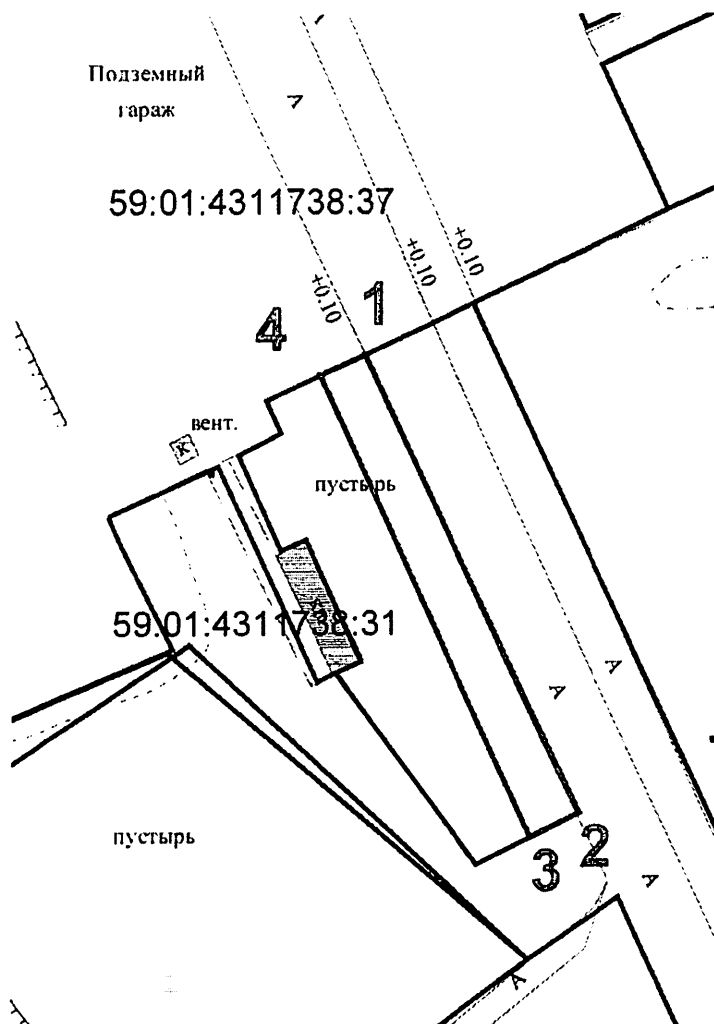 Подземный
гараж
А
59:01:4311738:37
+0.10
+0.10
+0.10
1
4
вент.
К
пустырь
59:01:4311738:31
А
А
пустырь
3
2
А
А